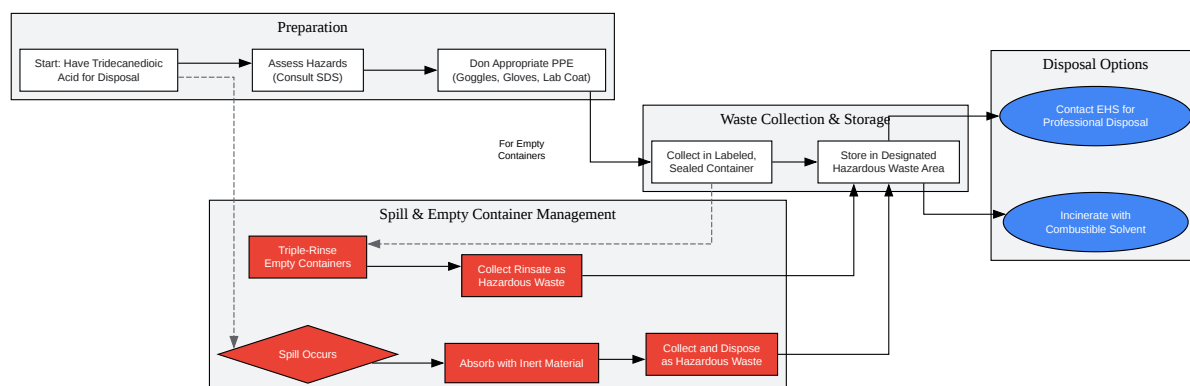 Preparation
Start: Have Tridecanedioic
Acid for Disposal
Assess Hazards
(Consult SDS)
Don Appropriate PPE
(Goggles, Gloves, Lab Coat)
Disposal Options
Contact EHS for
Professional Disposal
Incinerate with
Combustible Solvent
Waste Collection & Storage
For Empty
Containers
Collect in Labeled,
Sealed Container
Store in Designated
Hazardous Waste Area
Spill & Empty Container Management
Triple-Rinse
Empty Containers
Collect Rinsate as
Hazardous Waste
Spill Occurs
Absorb with Inert Material
Collect and Dispose
as Hazardous Waste